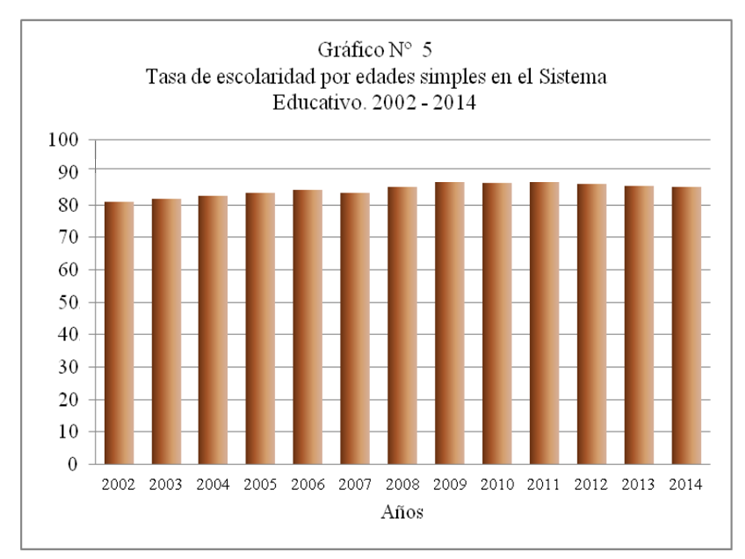 Gráfico N° 5
Tasa de escolaridad por edades simples en el Sistema
Educativo. 2002 - 2014
100
90
80
70
60
50
40
30
20
10
0
2002 2003 2004 2005 2006 2007 2008 2009 2010 2011 2012 2013 2014
Años